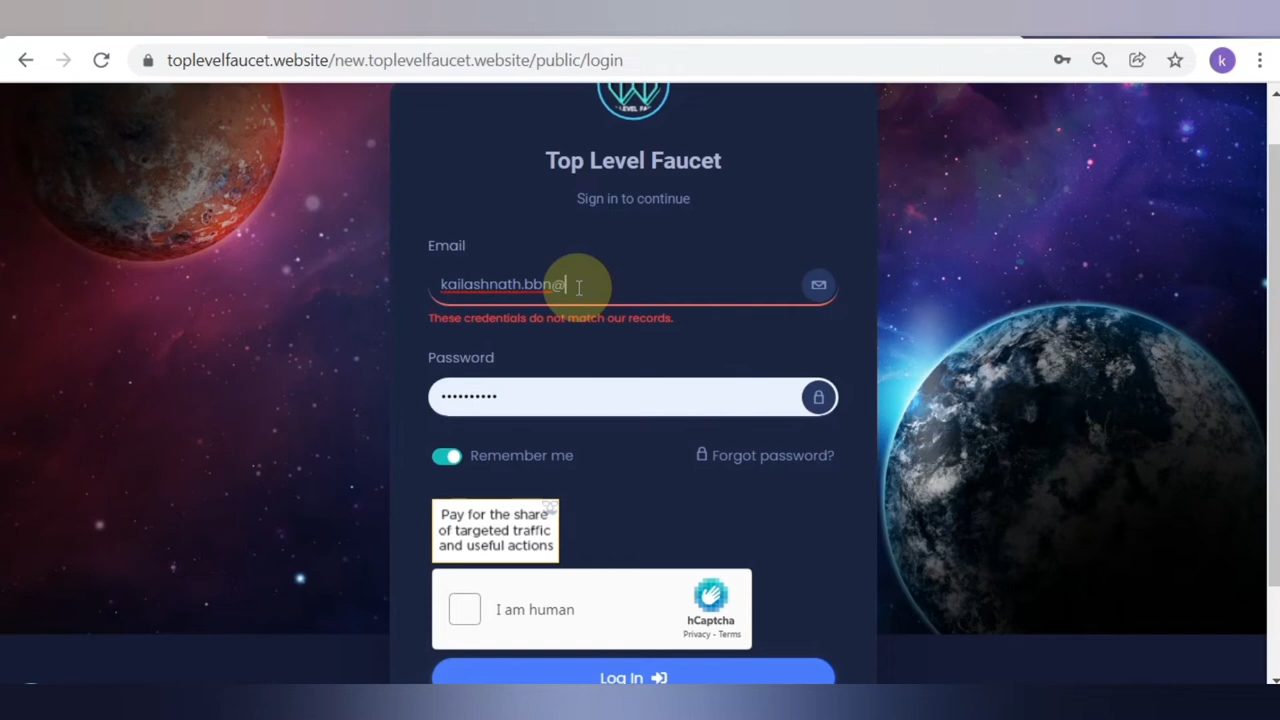 toplevelfaucet.website/new.toplevelfaucet.website/public/login
k
LEVEL FA
Top Level Faucet
Sign in to continue
Email
kailashnath.bbn@
These credentials do not match our records.
Password
Remember me
Forgot password?
Pay for the share
of targeted traffic
and useful actions
I am human
hCaptcha
Privacy - Terms
Log In